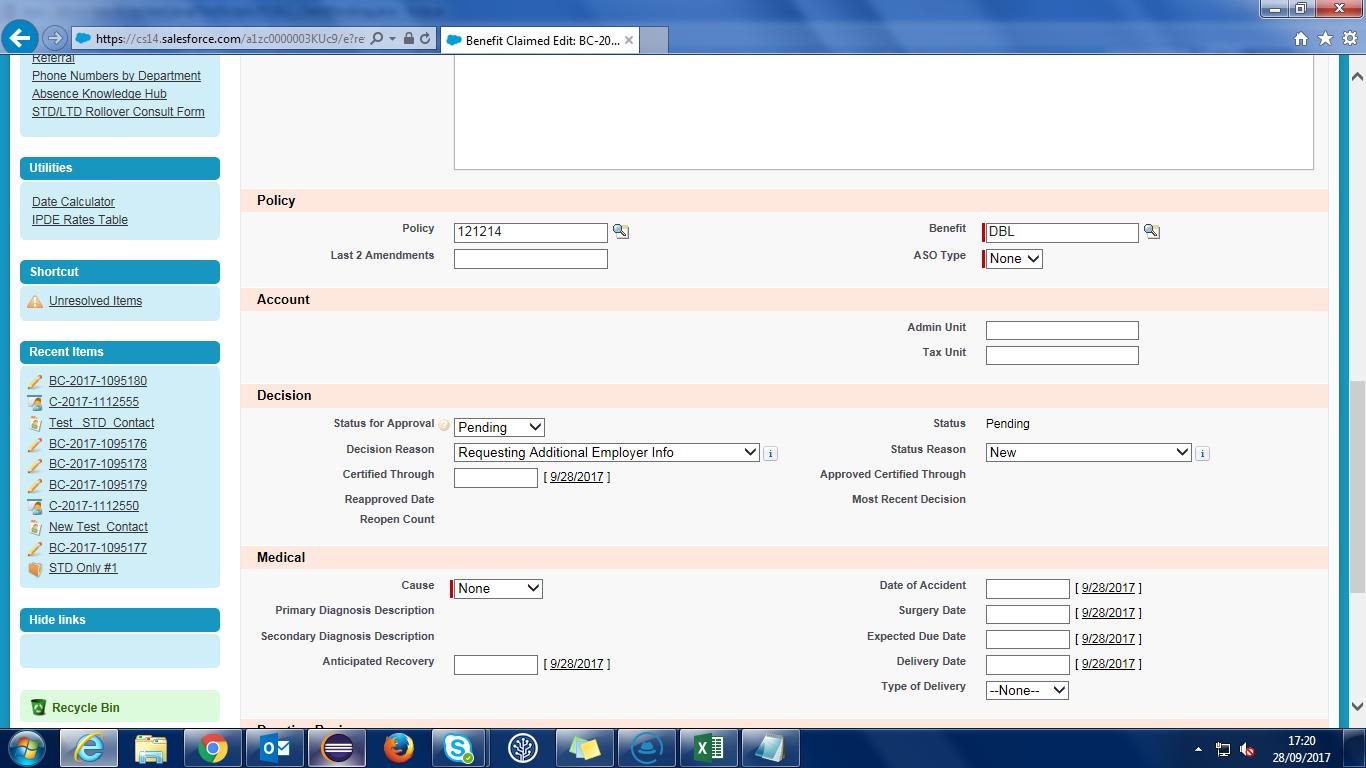 https://cs14.salesforce.com/a1zc0000003KUc9/e?re
Benefit Claimed Edit: BC-20...
Referral
Phone Numbers by Department
Absence Knowledge Hub
STD/LTD Rollover Consult Form
Utilities
Date Calculator
IPDE Rates Table
Shortcut
Unresolved Items
Recent Items
BC-2017-1095180
C-2017-1112555
Test_ STD_Contact
BC-2017-1095176
BC-2017-1095178
BC-2017-1095179
C-2017-1112550
New Test_Contact
BC-2017-1095177
STD Only #1
Hide links
Recycle Bin
Policy
Policy 121214 Benefit DBL
Last 2 Amendments ASO Type None
Account
Admin Unit
Tax Unit
Decision
Status for Approval Pending Status Pending
Decision Reason Requesting Additional Employer Info Status Reason New
Certified Through [ 9/28/2017 ] Approved Certified Through
Reapproved Date Most Recent Decision
Reopen Count
Medical
Cause None Date of Accident [ 9/28/2017 ]
Primary Diagnosis Description Surgery Date [ 9/28/2017 ]
Secondary Diagnosis Description Expected Due Date [ 9/28/2017 ]
Anticipated Recovery [ 9/28/2017 ] Delivery Date [ 9/28/2017 ]
Type of Delivery --None--
17:20
28/09/2017